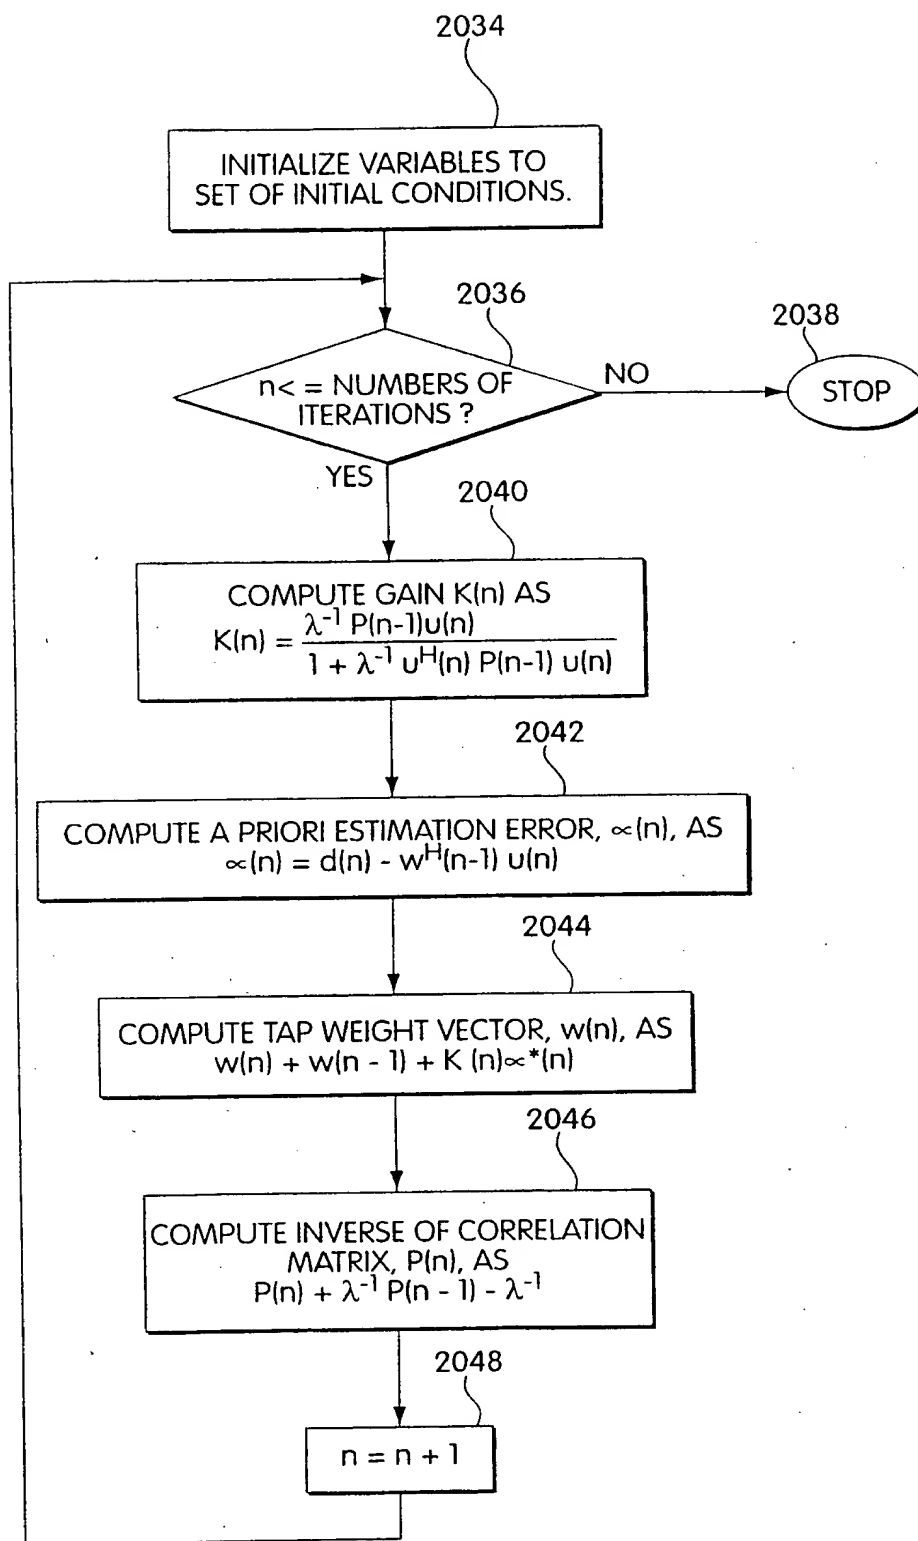 2034
INITIALIZE VARIABLES TO
SET OF INITIAL CONDITIONS.
2036
n< = NUMBERS OF
ITERATIONS ?
NO
2038
STOP
YES
2040
COMPUTE GAIN K(n) AS
K(n) = λ⁻¹ P(n-1)u(n)
1 + λ⁻¹ uᴴ(n) P(n-1) u(n)
2042
COMPUTE A PRIORI ESTIMATION ERROR, ∝(n), AS
∝(n) = d(n) - wᴴ(n-1) u(n)
2044
COMPUTE TAP WEIGHT VECTOR, w(n), AS
w(n) + w(n - 1) + K (n)∝*(n)
2046
COMPUTE INVERSE OF CORRELATION
MATRIX, P(n), AS
P(n) + λ⁻¹ P(n - 1) - λ⁻¹
2048
n = n + 1